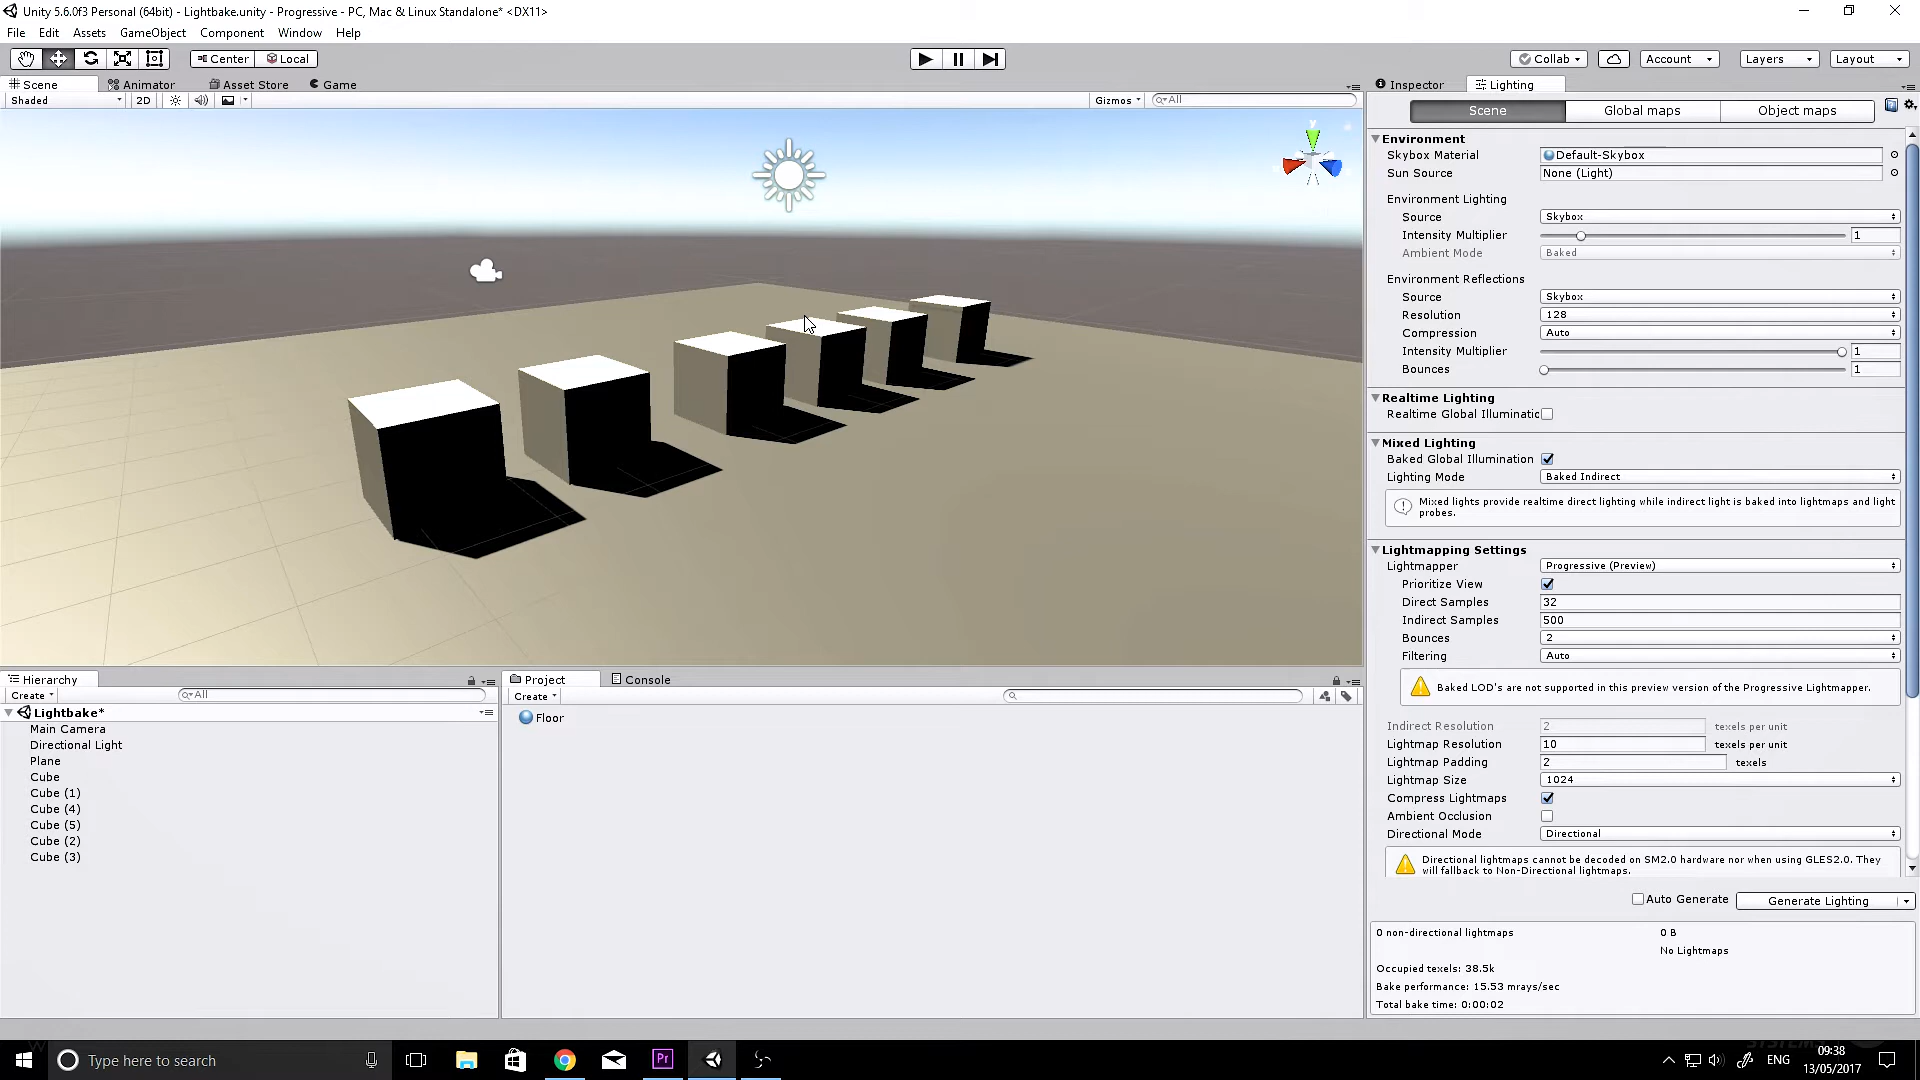 Unity 5.6.0f3 Personal (64bit) - Lightbake.unity - Progressive - PC, Mac & Linux Standalone* <DX11>
File Edit Assets GameObject Component Window Help
Center Local
Collab Account Layers Layout
Scene Animator Asset Store Game
Shaded 2D Gizmos All
y
Inspector Lighting
Scene Global maps Object maps
Environment
Skybox Material Default-Skybox
Sun Source None (Light)
Environment Lighting
Source Skybox
Intensity Multiplier 1
Ambient Mode Baked
Environment Reflections
Source Skybox
Resolution 128
Compression Auto
Intensity Multiplier 1
Bounces 1
Realtime Lighting
Realtime Global Illuminatic
Mixed Lighting
Baked Global Illumination
Lighting Mode Baked Indirect
Mixed lights provide realtime direct lighting while indirect light is baked into lightmaps and light
probes.
Lightmapping Settings
Lightmapper Progressive (Preview)
Prioritize View
Direct Samples 32
Indirect Samples 500
Bounces 2
Filtering Auto
Baked LOD's are not supported in this preview version of the Progressive Lightmapper.
Indirect Resolution 2 texels per unit
Lightmap Resolution 10 texels per unit
Lightmap Padding 2 texels
Lightmap Size 1024
Compress Lightmaps
Ambient Occlusion
Directional Mode Directional
Directional lightmaps cannot be decoded on SM2.0 hardware nor when using GLES2.0. They
will fallback to Non-Directional lightmaps.
Auto Generate Generate Lighting
0 non-directional lightmaps 0 B
No Lightmaps
Occupied texels: 38.5k
Bake performance: 15.53 mrays/sec
Total bake time: 0:00:02
Hierarchy
Create All
Lightbake*
Main Camera
Directional Light
Plane
Cube
Cube (1)
Cube (4)
Cube (5)
Cube (2)
Cube (3)
Project Console
Create
Floor
Type here to search
Pr
ENG
09:38
13/05/2017